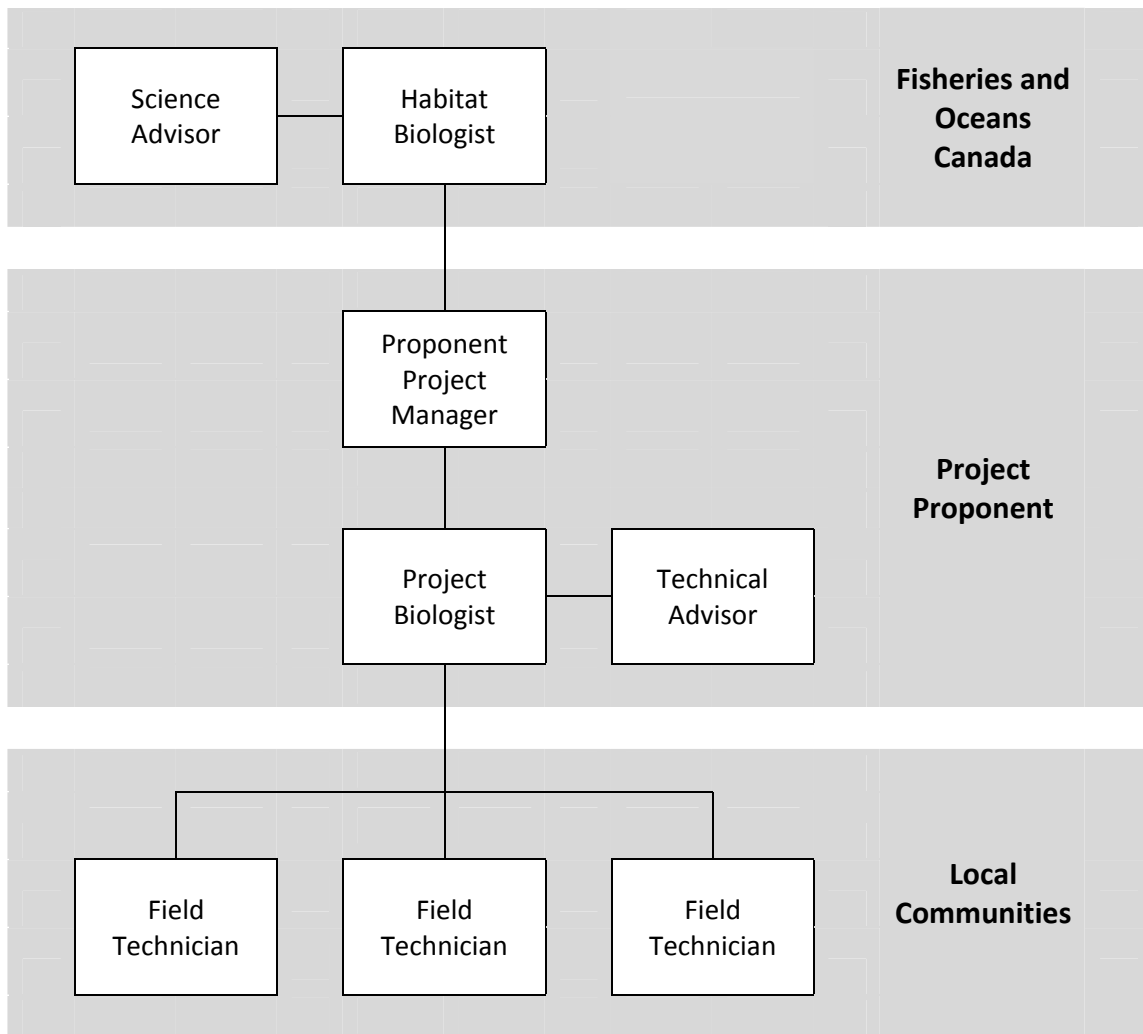 Science
Advisor
Habitat
Biologist
Fisheries and
Oceans
Canada
Proponent
Project
Manager
Project
Proponent
Project
Biologist
Technical
Advisor
Field
Technician
Field
Technician
Field
Technician
Local
Communities